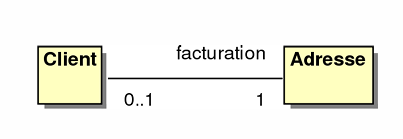 facturation
Client
Adresse
0..1
1